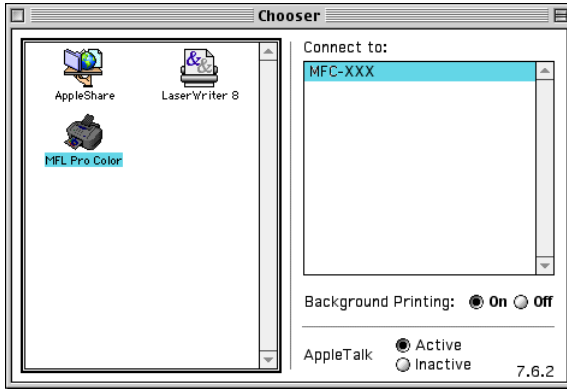 Chooser
AppleShare
LaserWriter 8
MFL Pro Color
Connect to:
MFC-XXX
Background Printing: On Off
AppleTalk
Active
Inactive
7.6.2